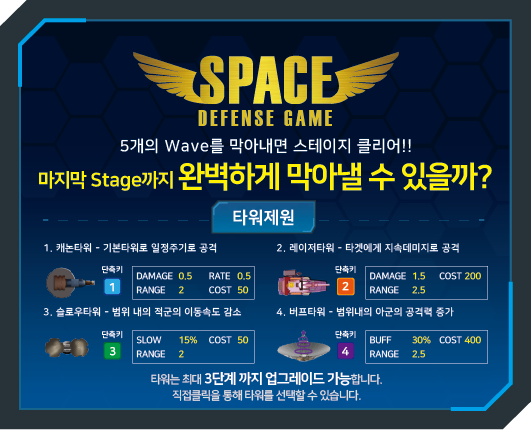 SPACE
DEFENSE GAME
5개의 Wave를 막아내면 스테이지 클리어!!
마지막 Stage까지 완벽하게 막아낼 수 있을까?
타워제원
1. 캐논타워 - 기본타워로 일정주기로 공격
단축키
1
DAMAGE 0.5 RATE 0.5
RANGE 2 COST 50
2. 레이저타워 - 타겟에게 지속데미지로 공격
단축키
2
DAMAGE 1.5 COST 200
RANGE 2.5
3. 슬로우타워 - 범위 내의 적군의 이동속도 감소
단축키
3
SLOW 15% COST 50
RANGE 2
4. 버프타워 - 범위내의 아군의 공격력 증가
단축키
4
BUFF 30% COST 400
RANGE 2.5
타워는 최대 3단계 까지 업그레이드 가능합니다.
직접클릭을 통해 타워를 선택할 수 있습니다.